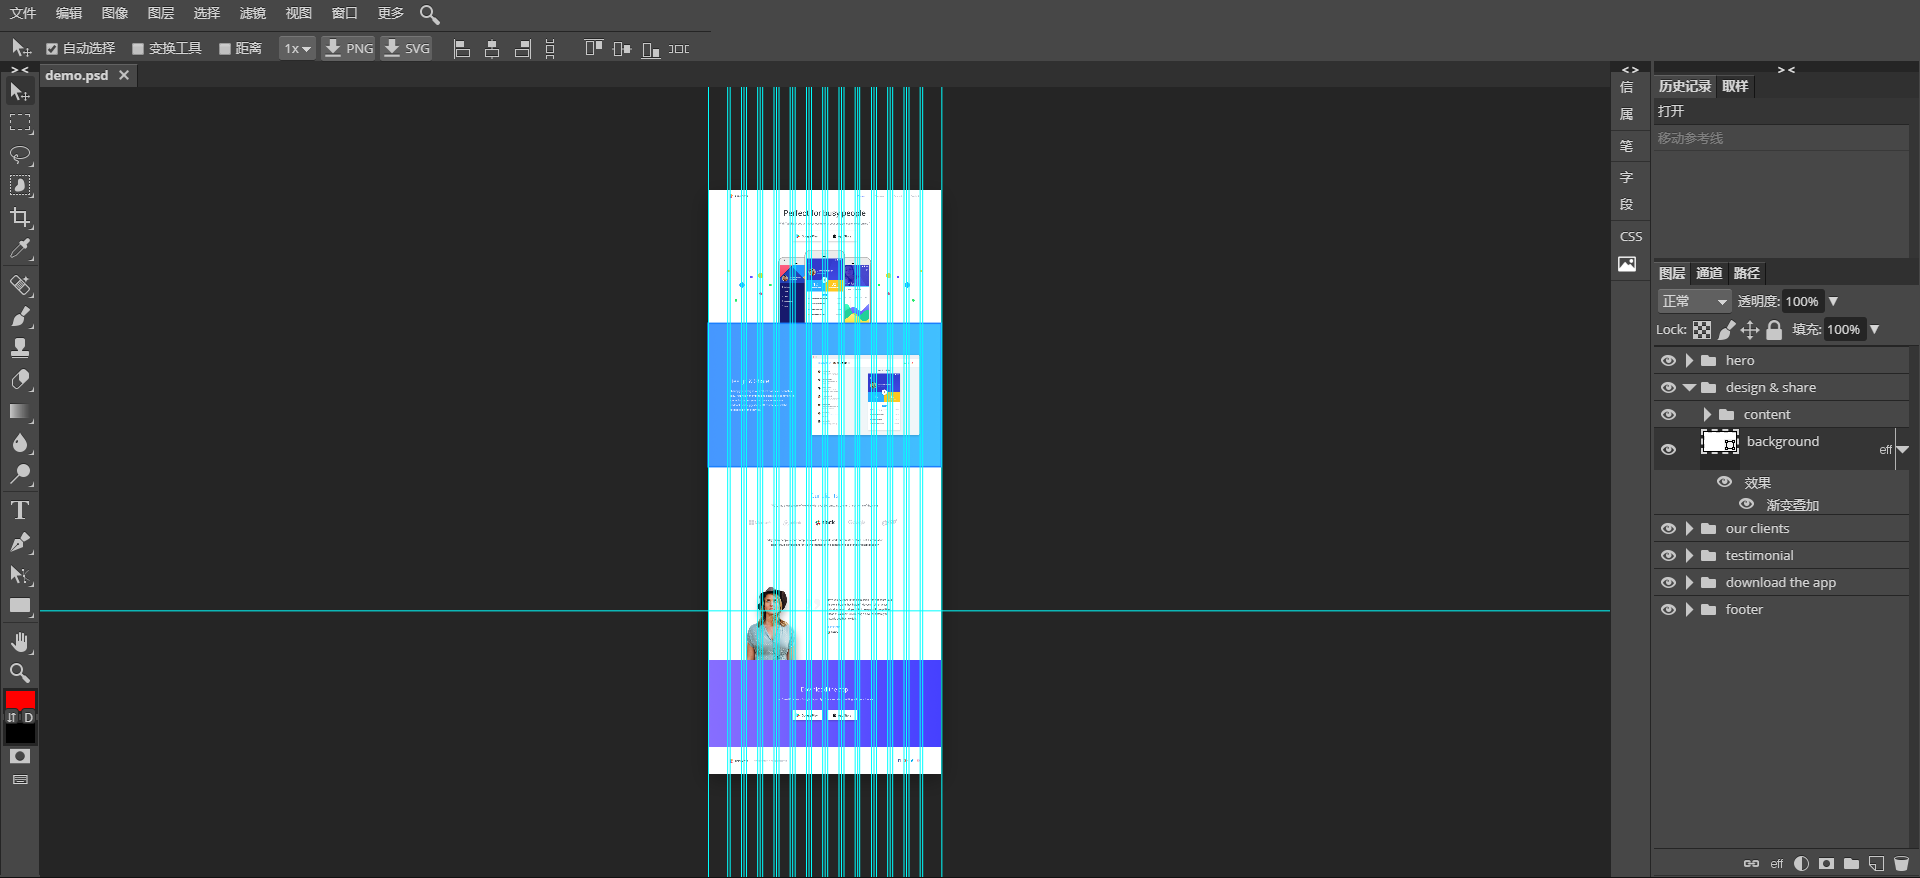 文件 编辑 图像 图层 选择 滤镜 视图 窗口 更多
自动选择 变换工具 距离 1x PNG SVG
demo.psd
信
属
笔
字
段
CSS
历史记录 取样
打开
移动参考线
图层 通道 路径
正常 透明度: 100%
Lock: 填充: 100%
hero
design & share
content
background eff
效果
渐变叠加
our clients
testimonial
download the app
footer
eff
T
D
Perfect for busy people
slack
Download the app